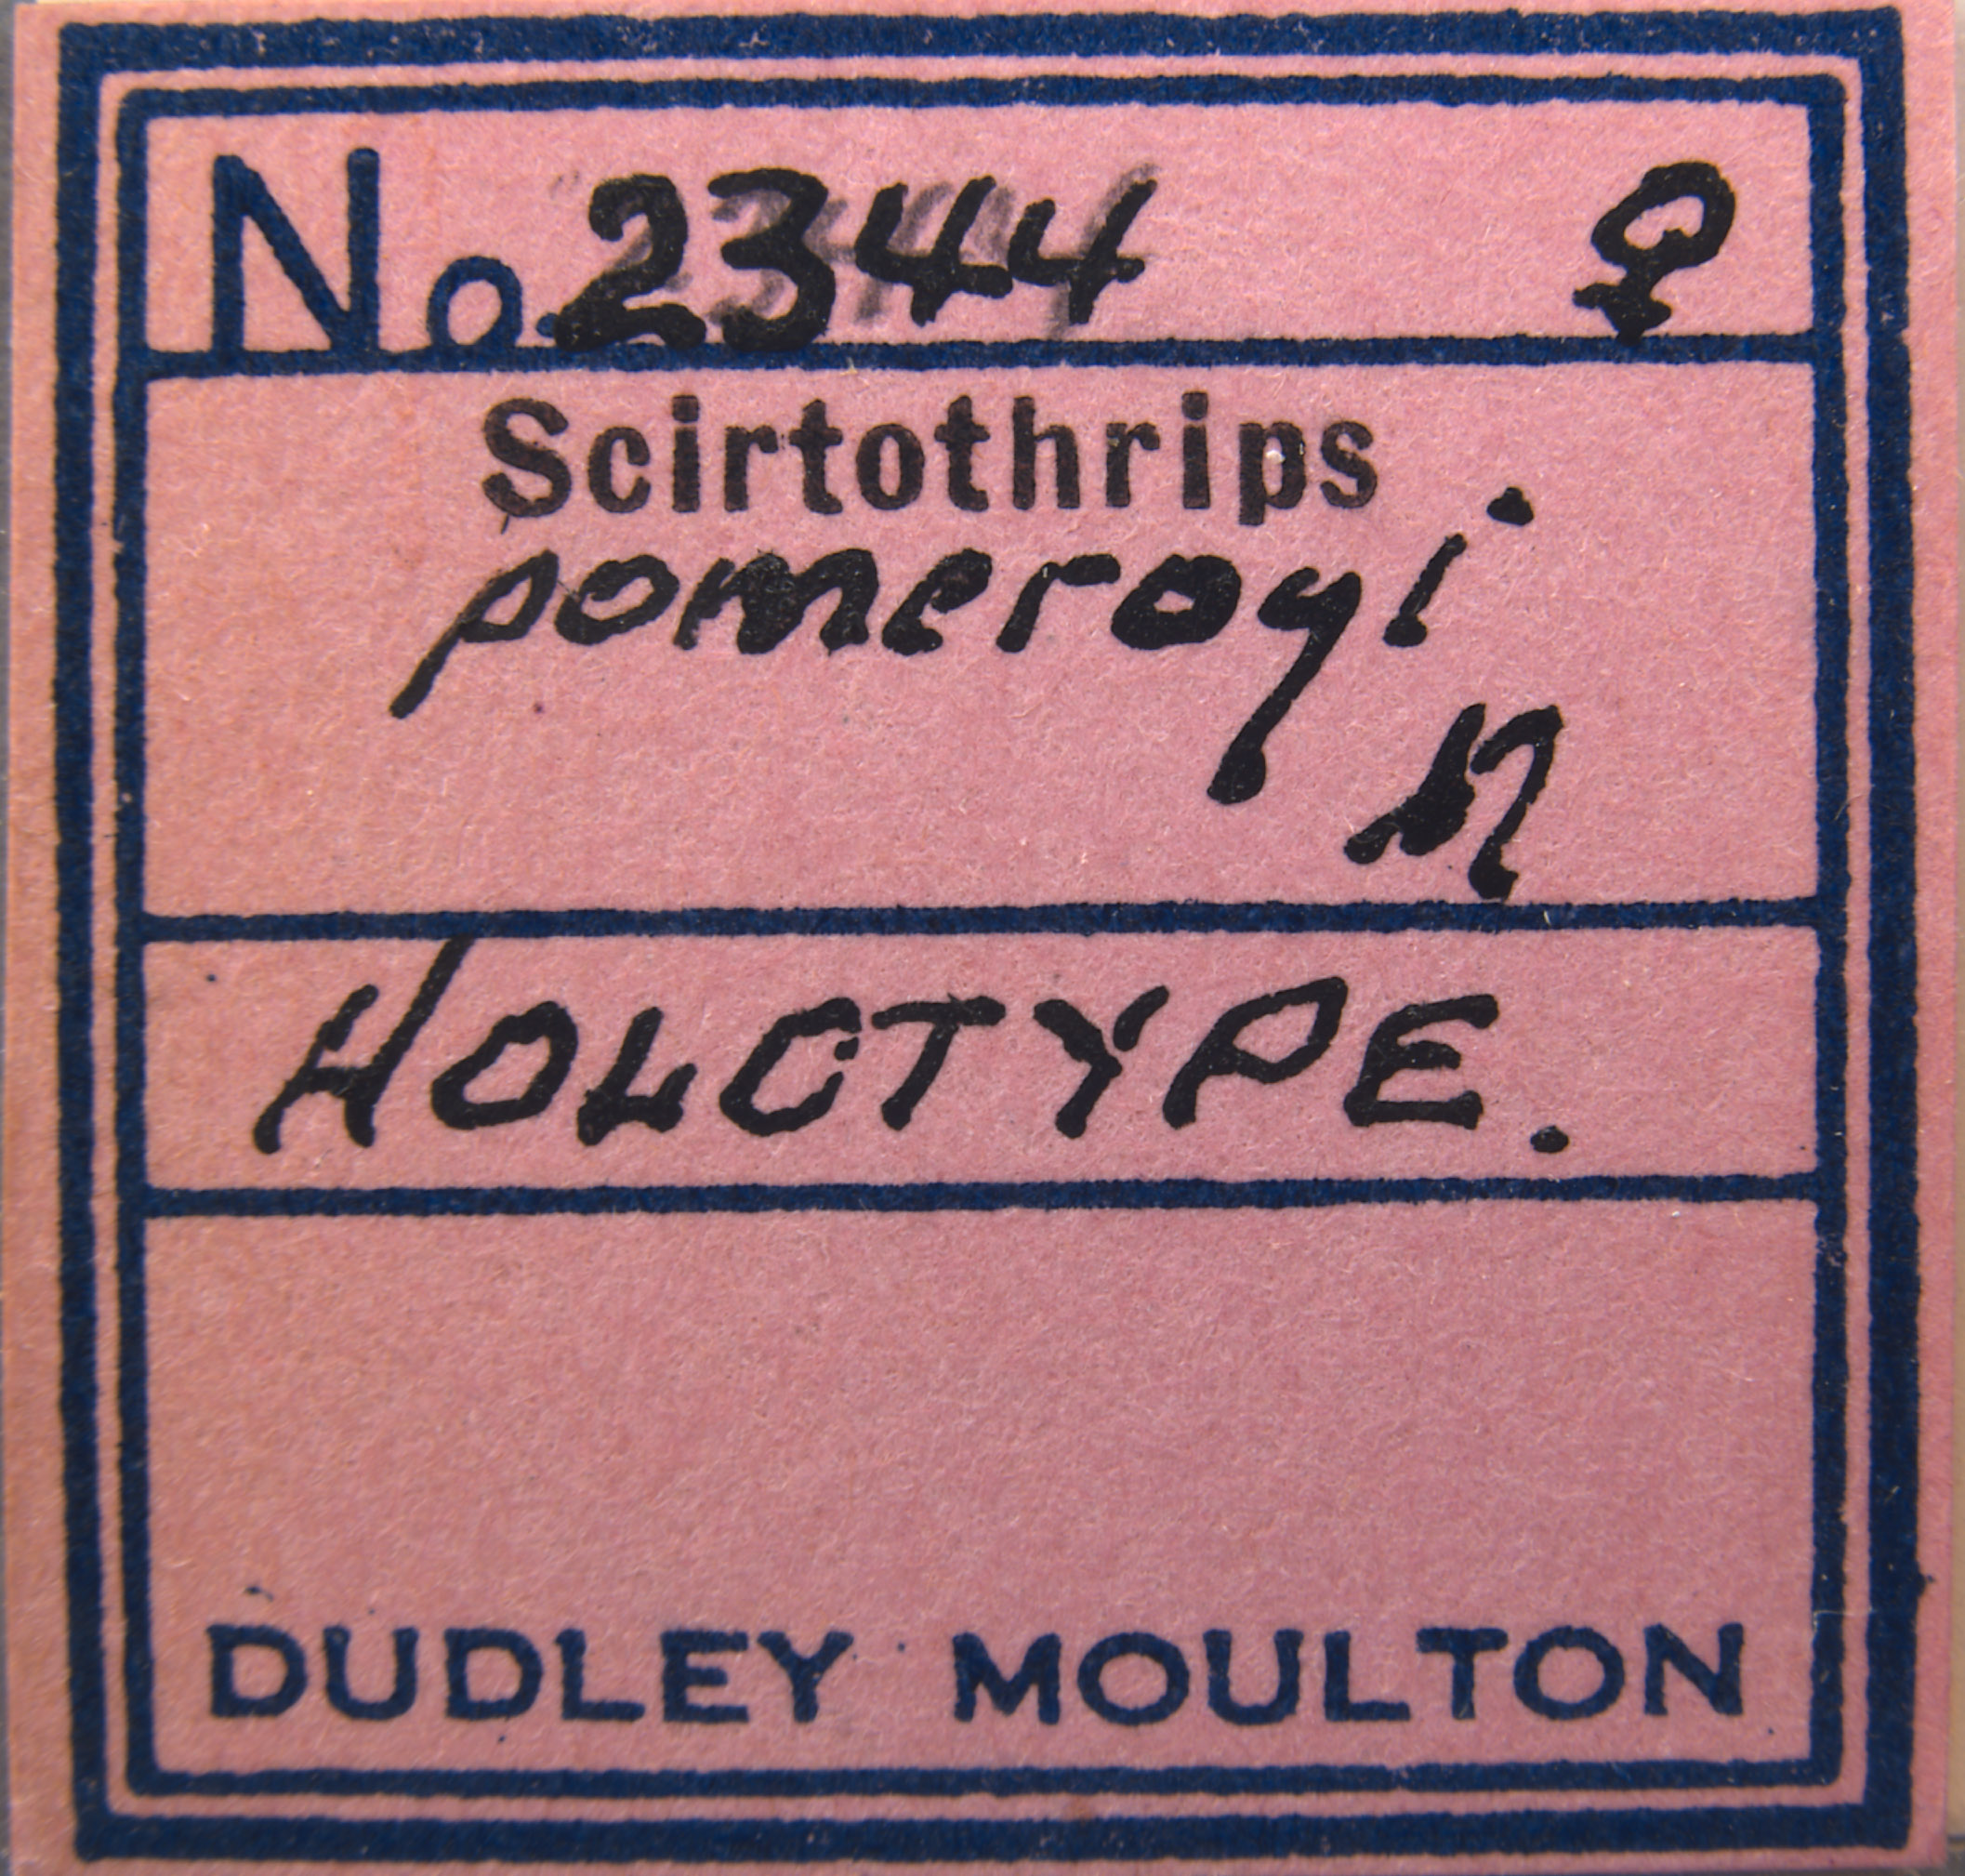 No. 2344 ♀
Scirtothrips
pomeroyi
M
HOLOTYPE.
DUDLEY MOULTON